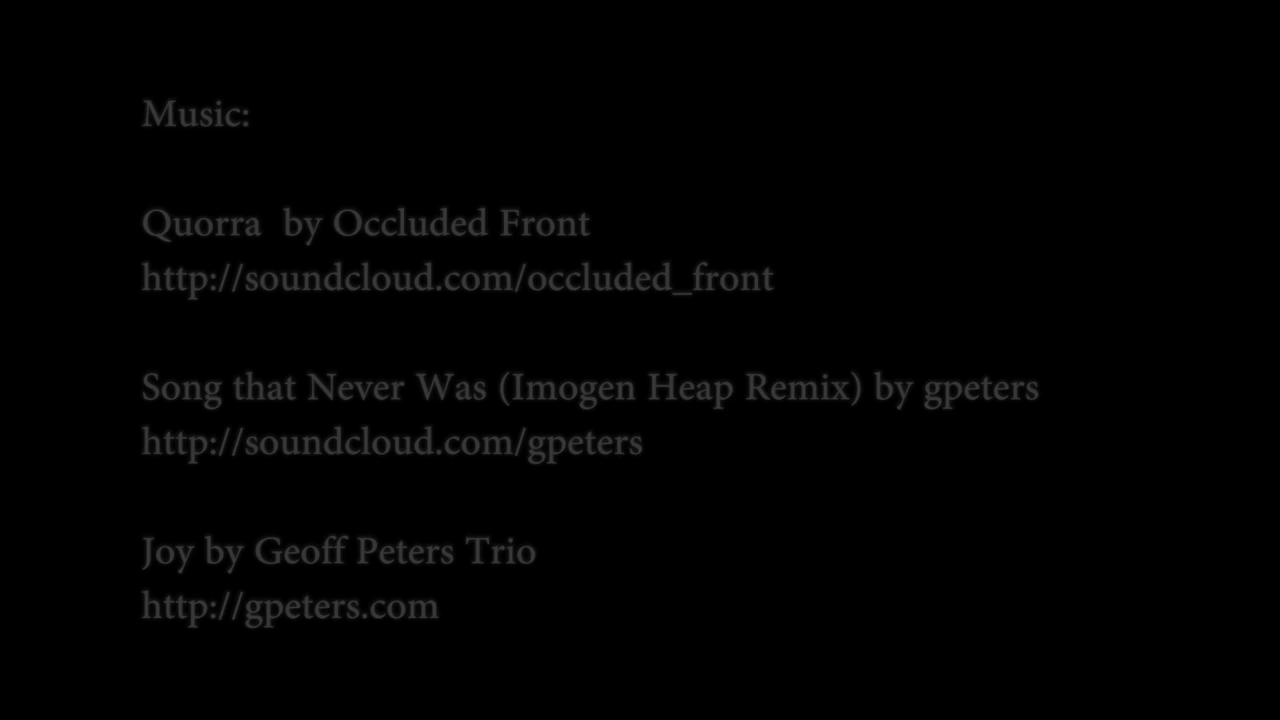 Music:
Quorra  by Occluded Front
http://soundcloud.com/occluded_front
Song that Never Was (Imogen Heap Remix) by gpeters
http://soundcloud.com/gpeters
Joy by Geoff Peters Trio
http://gpeters.com